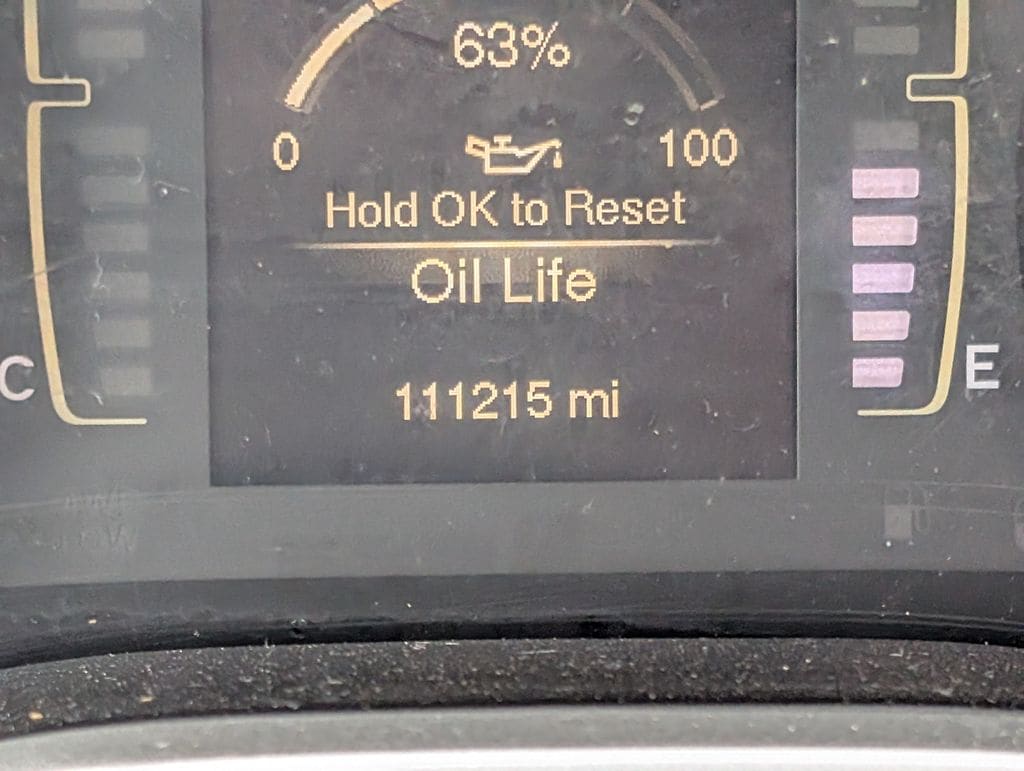 63%
0 100
Hold OK to Reset
Oil Life
111215 mi
C E